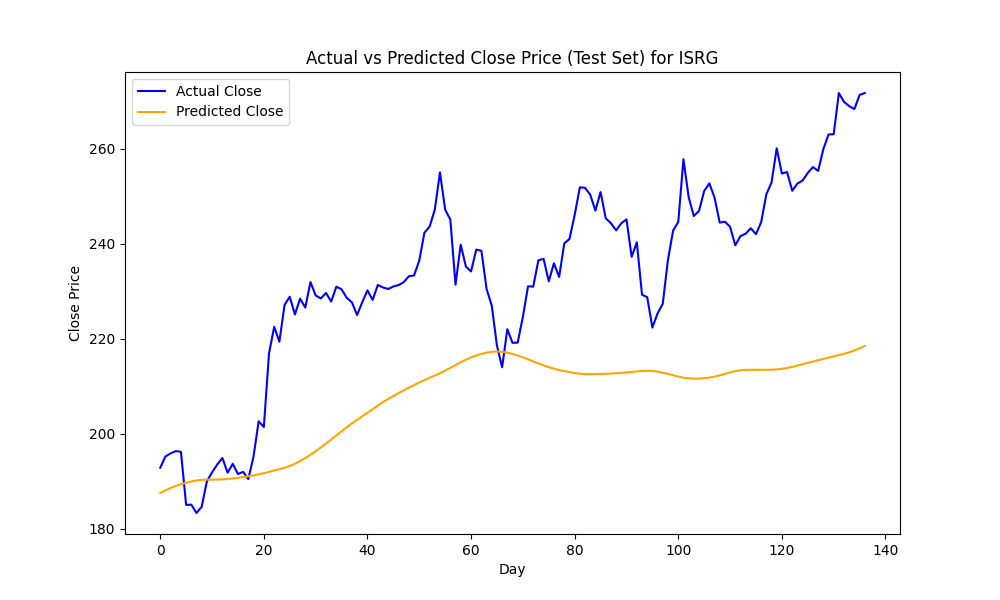 Actual vs Predicted Close Price (Test Set) for ISRG
Actual Close
Predicted Close
Close Price
260
240
220
200
180
0 20 40 60 80 100 120 140
Day